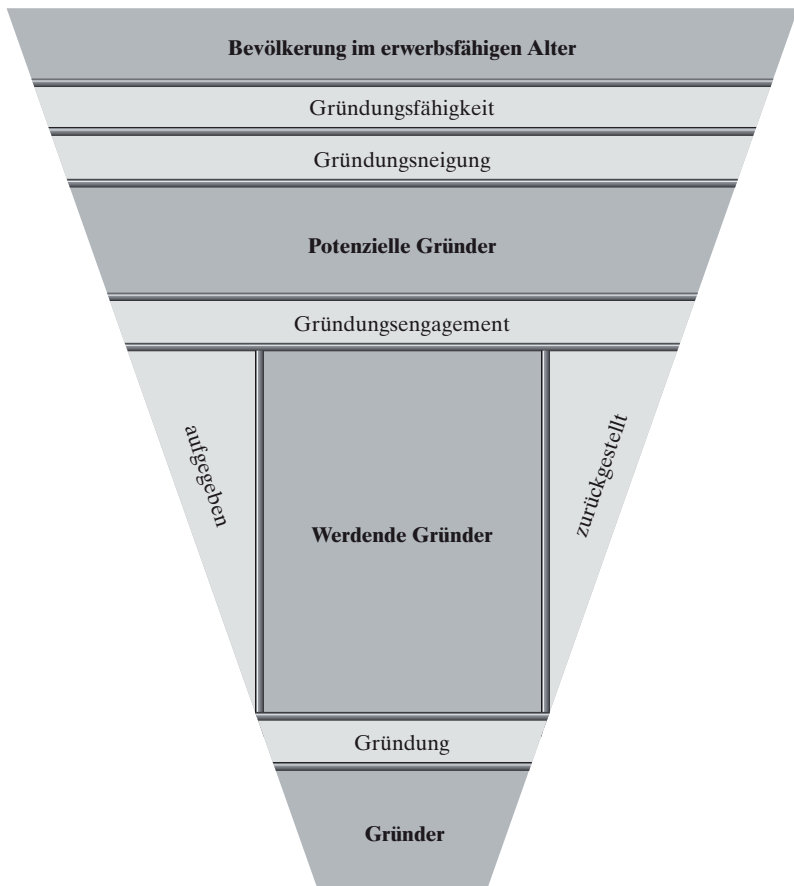 Bevölkerung im erwerbsfähigen Alter
Gründungsfähigkeit
Gründungsneigung
Potenzielle Gründer
Gründungsengagement
aufgegeben
Werdende Gründer
zurückgestellt
Gründung
Gründer